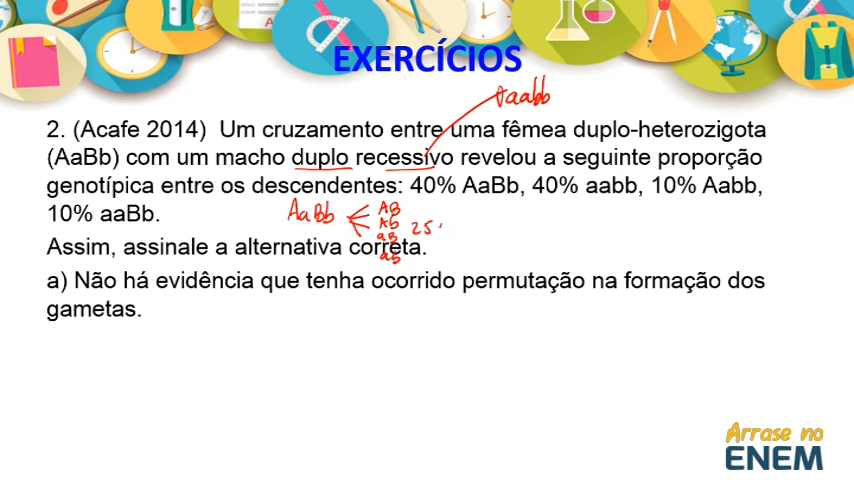 EXERCÍCIOS
aabb
2. (Acafe 2014) Um cruzamento entre uma fêmea duplo-heterozigota
(AaBb) com um macho duplo recessivo revelou a seguinte proporção
genotípica entre os descendentes: 40% AaBb, 40% aabb, 10% Aabb,
10% aaBb.
AaBb
AB
Ab
aB
ab
25
Assim, assinale a alternativa correta.
a) Não há evidência que tenha ocorrido permutação na formação dos
gametas.
Arrase no
ENEM